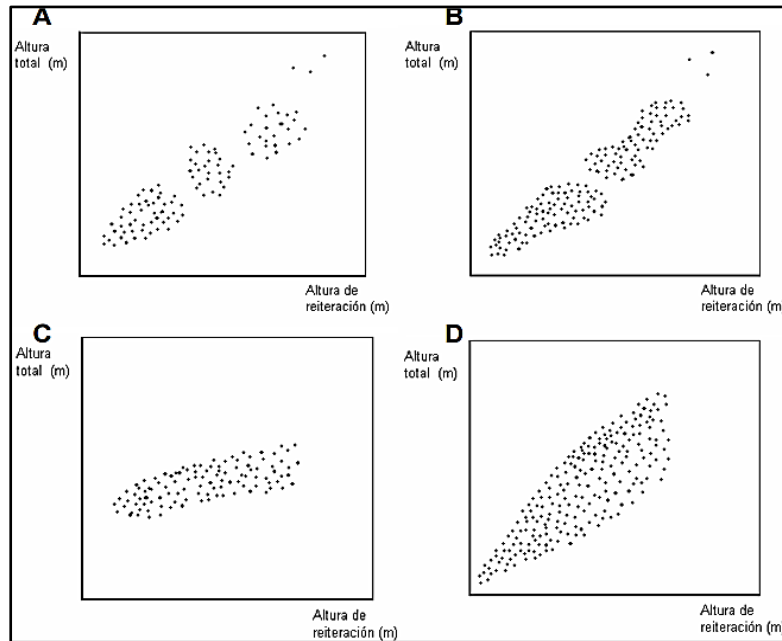 A
Altura
total (m)
Altura de
reiteración (m)
B
Altura
total (m)
Altura de
reiteración (m)
C
Altura
total (m)
Altura de
reiteración (m)
D
Altura
total (m)
Altura de
reiteración (m)